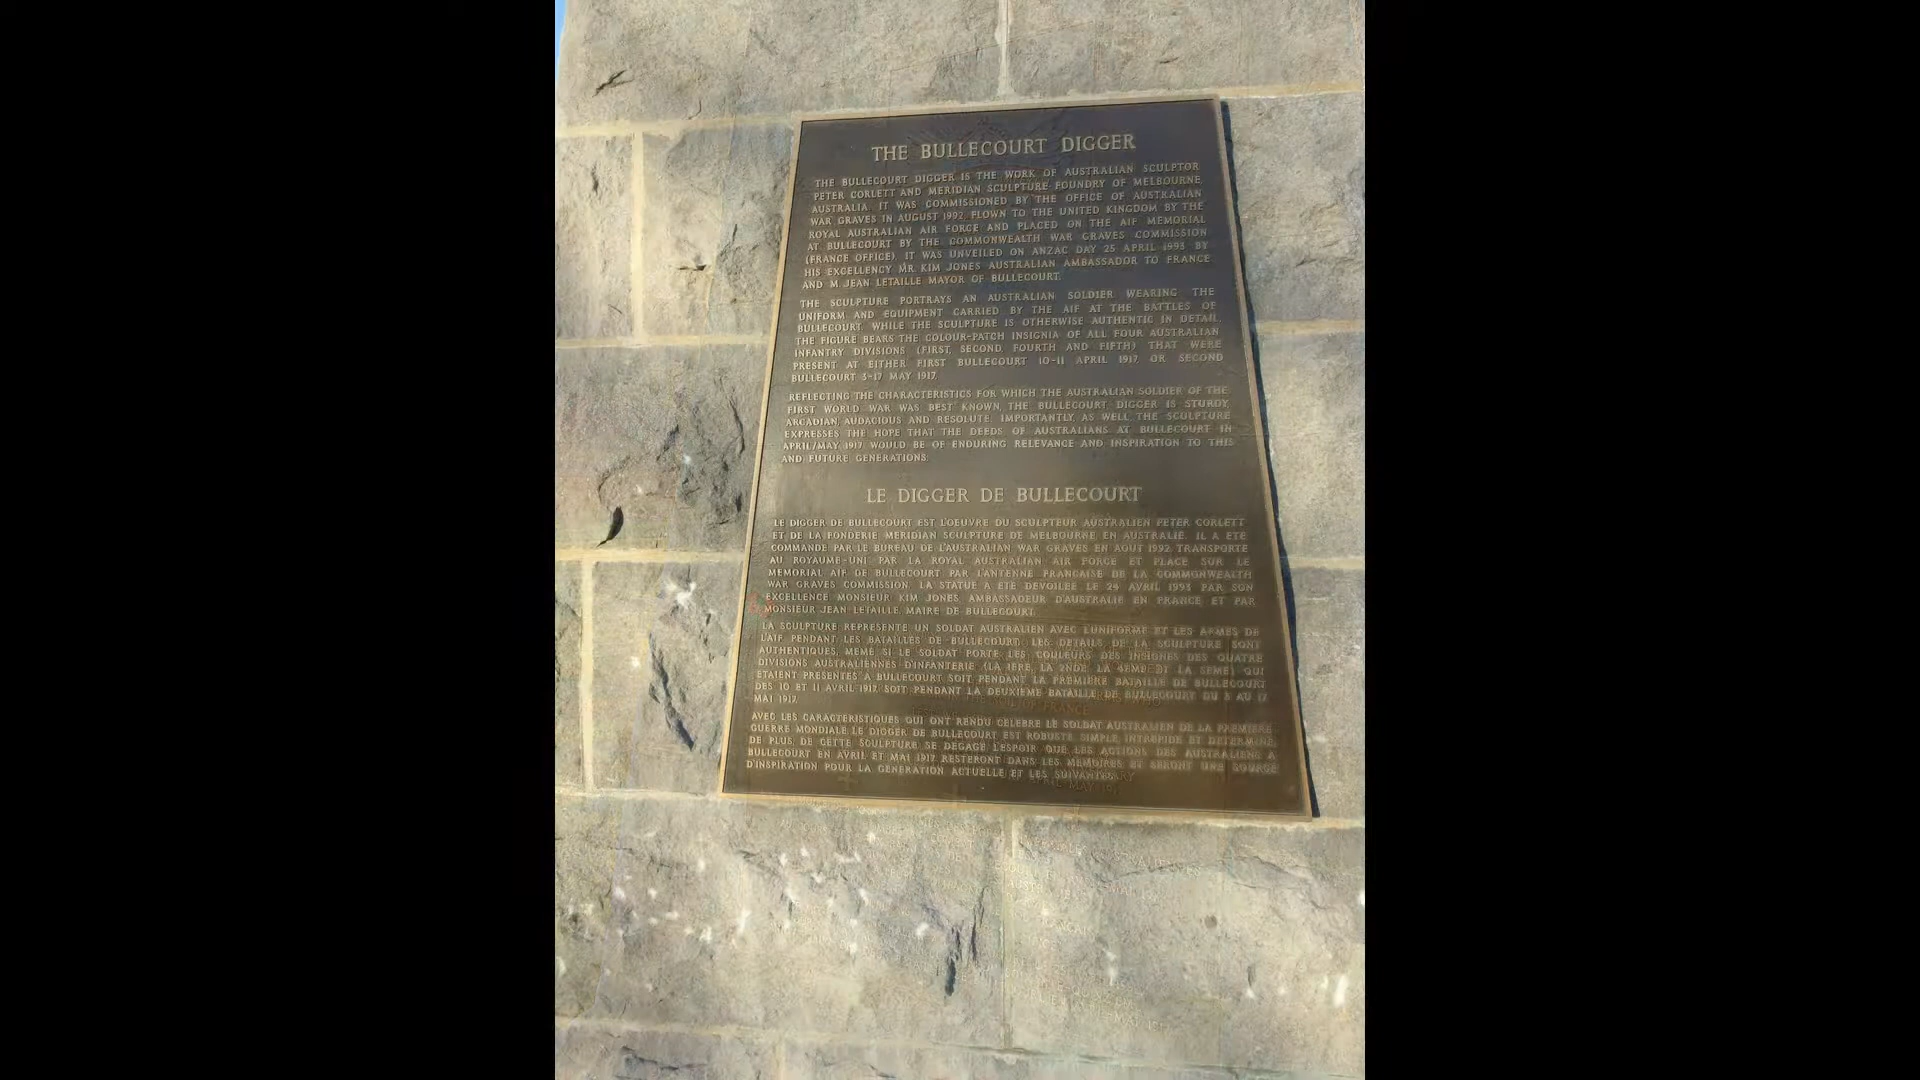 THE BULLECOURT DIGGER
THE BULLECOURT DIGGER IS THE WORK OF AUSTRALIAN SCULPTOR
PETER CORLETT AND MERIDIAN SCULPTURE FOUNDRY OF MELBOURNE,
AUSTRALIA. IT WAS COMMISSIONED BY THE OFFICE OF AUSTRALIAN
WAR GRAVES IN AUGUST 1992, FLOWN TO THE UNITED KINGDOM BY THE
ROYAL AUSTRALIAN AIR FORCE AND PLACED ON THE AIF MEMORIAL
AT BULLECOURT BY THE COMMONWEALTH WAR GRAVES COMMISSION
(FRANCE OFFICE). IT WAS UNVEILED ON ANZAC DAY 25 APRIL 1993 BY
HIS EXCELLENCY MR. KIM JONES AUSTRALIAN AMBASSADOR TO FRANCE
AND M. JEAN LETAILLE MAYOR OF BULLECOURT.
THE SCULPTURE PORTRAYS AN AUSTRALIAN SOLDIER WEARING THE
UNIFORM AND EQUIPMENT CARRIED BY THE AIF AT THE BATTLES OF
BULLECOURT. WHILE THE SCULPTURE IS OTHERWISE AUTHENTIC IN DETAIL,
THE FIGURE BEARS THE COLOUR-PATCH INSIGNIA OF ALL FOUR AUSTRALIAN
INFANTRY DIVISIONS (FIRST, SECOND, FOURTH AND FIFTH) THAT WERE
PRESENT AT EITHER FIRST BULLECOURT 10-11 APRIL 1917 OR SECOND
BULLECOURT 3-17 MAY 1917.
REFLECTING THE CHARACTERISTICS FOR WHICH THE AUSTRALIAN SOLDIER OF THE
FIRST WORLD WAR WAS BEST KNOWN, THE BULLECOURT DIGGER IS STURDY,
ARCADIAN, AUDACIOUS AND RESOLUTE. IMPORTANTLY, AS WELL, THE SCULPTURE
EXPRESSES THE HOPE THAT THE DEEDS OF AUSTRALIANS AT BULLECOURT IN
APRIL/MAY 1917 WOULD BE OF ENDURING RELEVANCE AND INSPIRATION TO THIS
AND FUTURE GENERATIONS.
LE DIGGER DE BULLECOURT
LE DIGGER DE BULLECOURT EST L'OEUVRE DU SCULPTEUR AUSTRALIEN PETER CORLETT
ET DE LA FONDERIE MERIDIAN SCULPTURE DE MELBOURNE EN AUSTRALIE. IL A ETE
COMMANDE PAR LE BUREAU DE L'AUSTRALIAN WAR GRAVES EN AOUT 1992, TRANSPORTE
AU ROYAUME-UNI PAR LA ROYAL AUSTRALIAN AIR FORCE ET PLACE SUR LE
MEMORIAL AIF DE BULLECOURT PAR L'ANTENNE FRANCAISE DE LA COMMONWEALTH
WAR GRAVES COMMISSION. LA STATUE A ETE DEVOILEE LE 24 AVRIL 1993 PAR SON
EXCELLENCE MONSIEUR KIM JONES, AMBASSADEUR D'AUSTRALIE EN FRANCE ET PAR
MONSIEUR JEAN LETAILLE, MAIRE DE BULLECOURT.
LA SCULPTURE REPRESENTE UN SOLDAT AUSTRALIEN AVEC L'UNIFORME ET LES ARMES DE
L'AIF PENDANT LES BATAILLES DE BULLECOURT. LES DETAILS DE LA SCULPTURE SONT
AUTHENTIQUES, MEME SI LE SOLDAT PORTE LES COULEURS DES INSIGNES DES QUATRE
DIVISIONS AUSTRALIENNES D'INFANTERIE (LA 1ERE, LA 2NDE, LA 4EME ET LA 5EME) QUI
ETAIENT PRESENTES A BULLECOURT SOIT PENDANT LA PREMIERE BATAILLE DE BULLECOURT
DES 10 ET 11 AVRIL 1917, SOIT PENDANT LA DEUXIEME BATAILLE DE BULLECOURT DU 3 AU 17
MAI 1917.
AVEC LES CARACTERISTIQUES QUI ONT RENDU CELEBRE LE SOLDAT AUSTRALIEN DE LA PREMIERE
GUERRE MONDIALE, LE DIGGER DE BULLECOURT EST ROBUSTE, SIMPLE, INTREPIDE ET DETERMINE.
DE PLUS, DE CETTE SCULPTURE SE DEGAGE L'ESPOIR QUE LES ACTIONS DES AUSTRALIENS A
BULLECOURT EN AVRIL ET MAI 1917 RESTERONT DANS LES MEMOIRES ET SERONT UNE SOURCE
D'INSPIRATION POUR LA GENERATION ACTUELLE ET LES SUIVANTES.